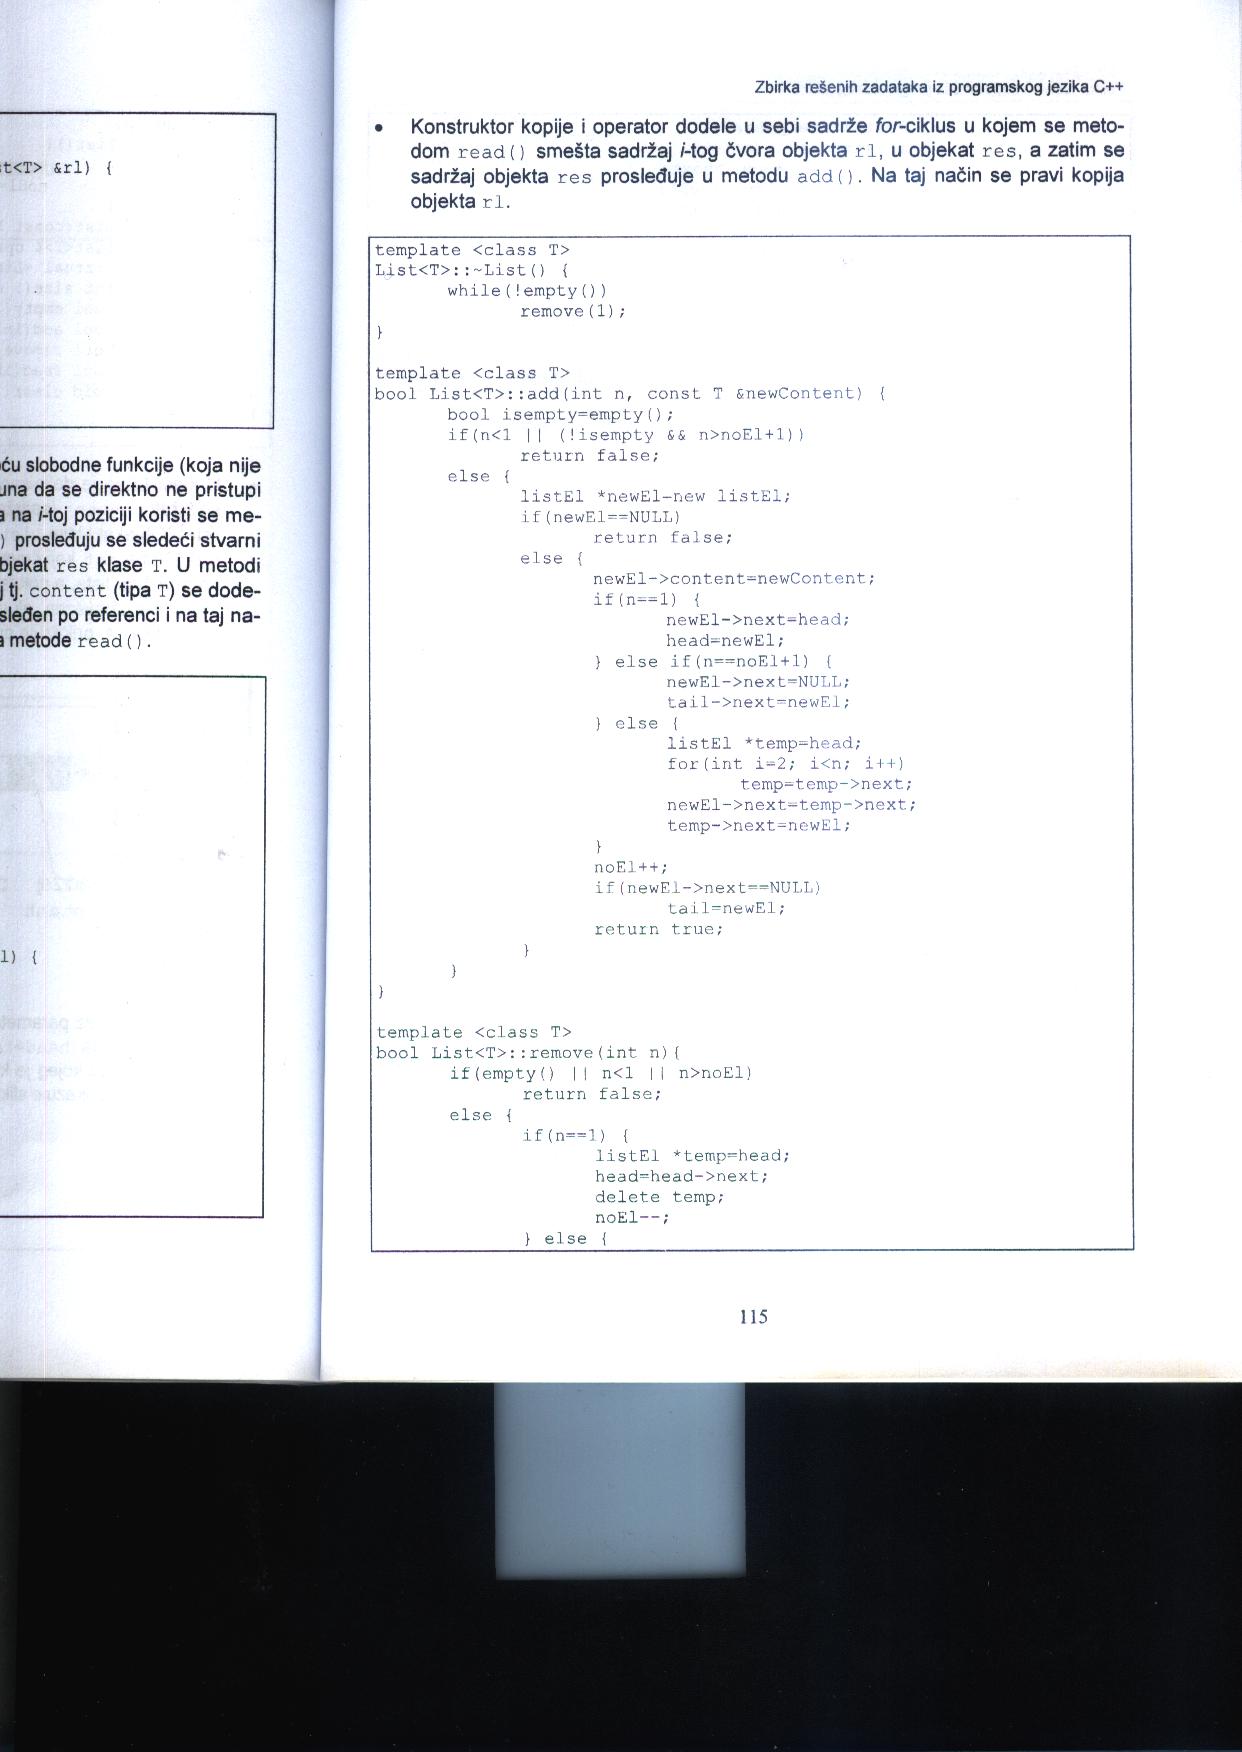 t<T> &rl) {
ću slobodne funkcije (koja nije
una da se direktno ne pristupi
a na i-toj poziciji koristi se me-
) prosleđuju se sledeći stvarni
bjekat res klase T. U metodi
j tj. content (tipa T) se dode-
sleđen po referenci i na taj na-
a metode read().
l) {
Zbirka rešenih zadataka iz programskog jezika C++
• Konstruktor kopije i operator dodele u sebi sadrže for-ciklus u kojem se meto-
dom read() smešta sadržaj i-tog čvora objekta rl, u objekat res, a zatim se
sadržaj objekta res prosleđuje u metodu add(). Na taj način se pravi kopija
objekta rl.
template <class T>
List<T>::~List() {
while(!empty())
remove(1);
}
template <class T>
bool List<T>::add(int n, const T &newContent) {
bool isempty=empty();
if(n<1 || (!isempty && n>noEl+1))
return false;
else {
listEl *newEl=new listEl;
if(newEl==NULL)
return false;
else {
newEl->content=newContent;
if(n==1) {
newEl->next=head;
head=newEl;
} else if(n==noEl+1) {
newEl->next=NULL;
tail->next=newEl;
} else {
listEl *temp=head;
for(int i=2; i<n; i++)
temp=temp->next;
newEl->next=temp->next;
temp->next=newEl;
}
noEl++;
if(newEl->next==NULL)
tail=newEl;
return true;
}
}
}
template <class T>
bool List<T>::remove(int n){
if(empty() || n<1 || n>noEl)
return false;
else {
if(n==1) {
listEl *temp=head;
head=head->next;
delete temp;
noEl--;
} else {
115